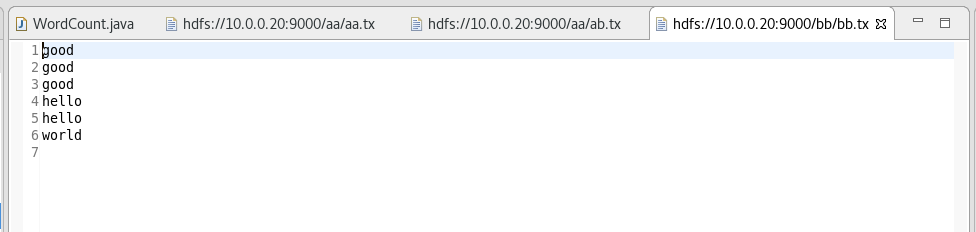 WordCount.java hdfs://10.0.0.20:9000/aa/aa.tx hdfs://10.0.0.20:9000/aa/ab.tx hdfs://10.0.0.20:9000/bb/bb.tx
1 good
2 good
3 good
4 hello
5 hello
6 world
7